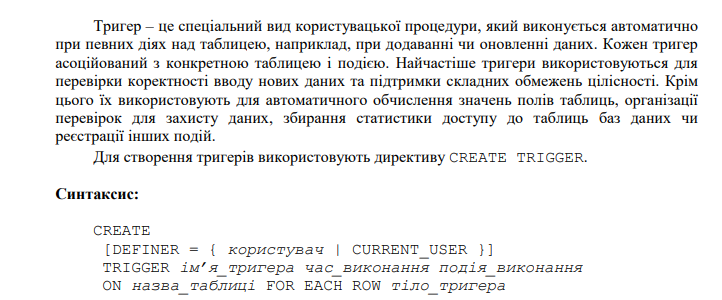 Тригер – це спеціальний вид користувацької процедури, який виконується автоматично
при певних діях над таблицею, наприклад, при додаванні чи оновленні даних. Кожен тригер
асоційований з конкретною таблицею і подією. Найчастіше тригери використовуються для
перевірки коректності вводу нових даних та підтримки складних обмежень цілісності. Крім
цього їх використовують для автоматичного обчислення значень полів таблиць, організації
перевірок для захисту даних, збирання статистики доступу до таблиць баз даних чи
реєстрації інших подій.
Для створення тригерів використовують директиву CREATE TRIGGER.
Синтаксис:
CREATE
[DEFINER = { користувач | CURRENT_USER }]
TRIGGER ім’я_тригера час_виконання подія_виконання
ON назва_таблиці FOR EACH ROW тіло_тригера